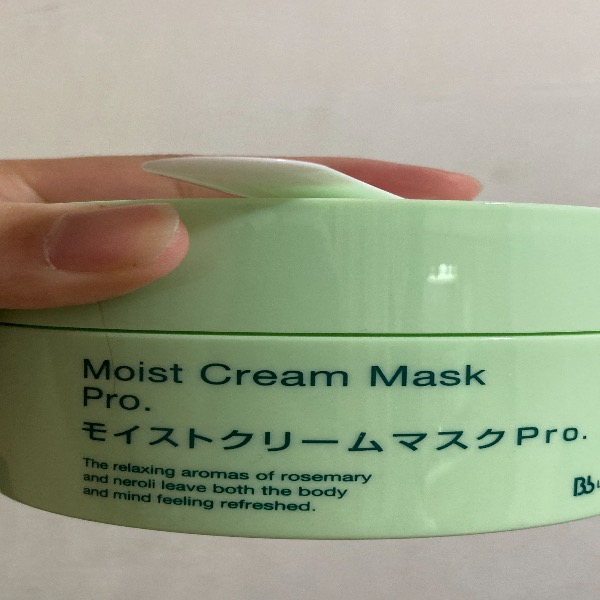 Moist Cream Mask
Pro.
モイストクリームマスクPro.
The relaxing aromas of rosemary
and neroli leave both the body
and mind feeling refreshed.
Bb